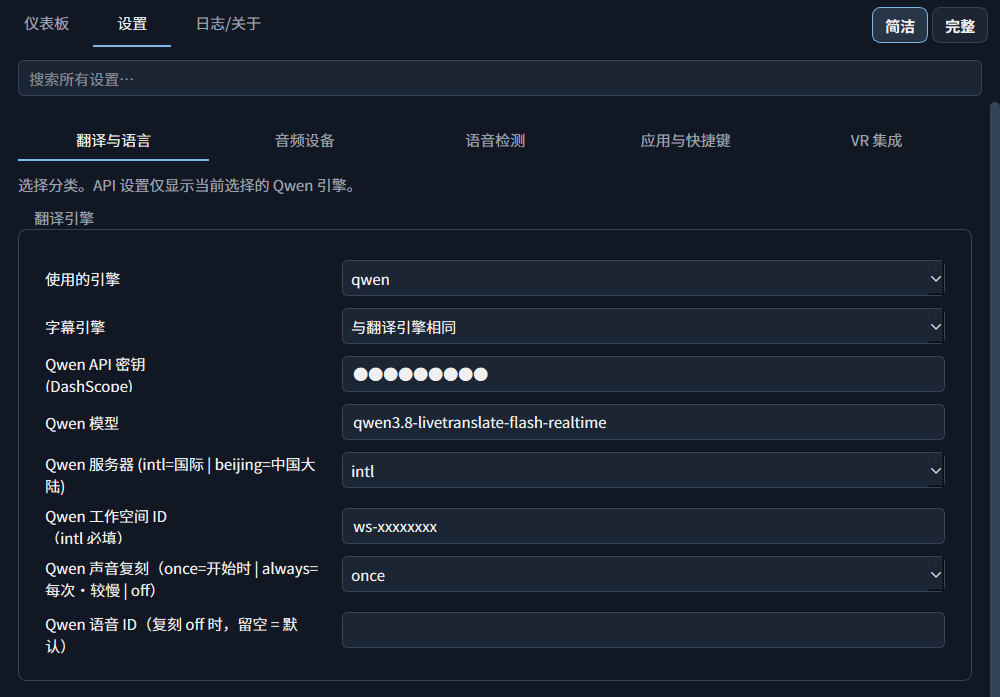 仪表板
设置
日志/关于
简洁
完整
搜索所有设置…
翻译与语言
音频设备
语音检测
应用与快捷键
VR 集成
选择分类。API 设置仅显示当前选择的 Qwen 引擎。
翻译引擎
使用的引擎
qwen
字幕引擎
与翻译引擎相同
Qwen API 密钥
(DashScope)
●●●●●●●●●
Qwen 模型
qwen3.8-livetranslate-flash-realtime
Qwen 服务器 (intl=国际 | beijing=中国大
陆)
intl
Qwen 工作空间 ID
（intl 必填）
ws-xxxxxxxx
Qwen 声音复刻（once=开始时 | always=
每次・较慢 | off）
once
Qwen 语音 ID（复刻 off 时，留空 = 默
认）